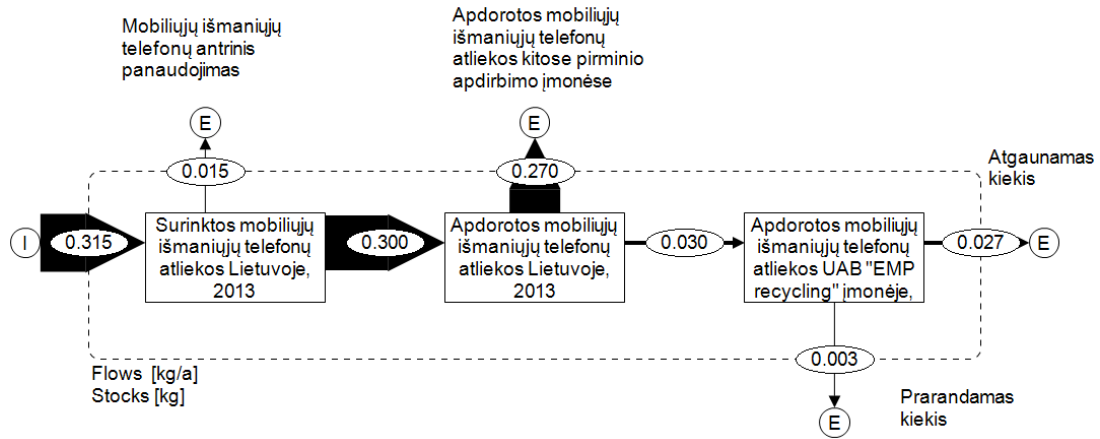 Mobiliųjų išmaniųjų
telefonų antrinis
panaudojimas
Apdorotos mobiliųjų
išmaniųjų telefonų
atliekos kitose pirminio
apdirbimo įmonėse
E
E
0.015
0.270
Atgaunamas
kiekis
I
0.315
Surinktos mobiliųjų
išmaniųjų telefonų
atliekos Lietuvoje,
2013
0.300
Apdorotos mobiliųjų
išmaniųjų telefonų
atliekos Lietuvoje,
2013
0.030
Apdorotos mobiliųjų
išmaniųjų telefonų
atliekos UAB "EMP
recycling" įmonėje,
0.027
E
0.003
Flows [kg/a]
Stocks [kg]
Prarandamas
kiekis
E